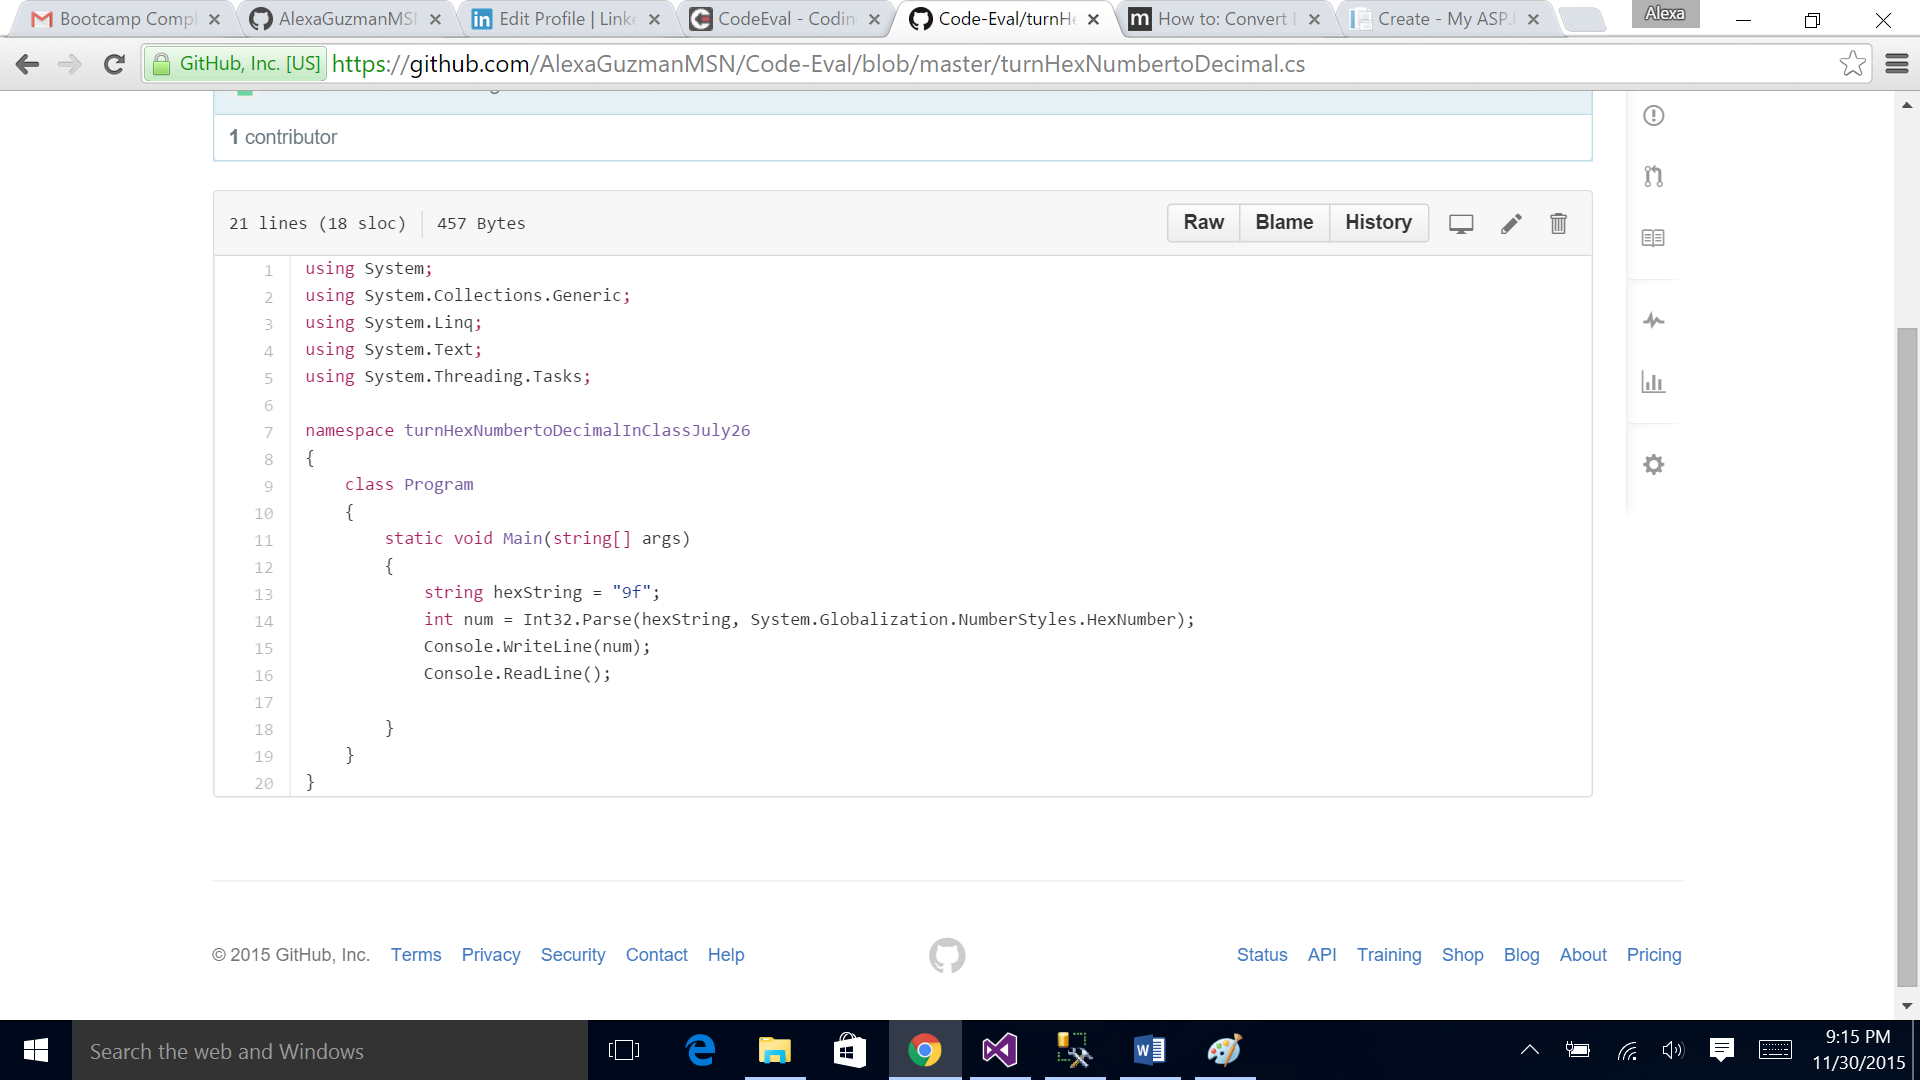 Bootcamp Compl
AlexaGuzmanMS
Edit Profile | Link
CodeEval - Codin
Code-Eval/turnHe
How to: Convert
Create - My ASP.
Alexa
GitHub, Inc. [US] https://github.com/AlexaGuzmanMSN/Code-Eval/blob/master/turnHexNumbertoDecimal.cs
1 contributor
21 lines (18 sloc) 457 Bytes
Raw Blame History
1 using System;
2 using System.Collections.Generic;
3 using System.Linq;
4 using System.Text;
5 using System.Threading.Tasks;
6
7 namespace turnHexNumbertoDecimalInClassJuly26
8 {
9 class Program
10 {
11 static void Main(string[] args)
12 {
13 string hexString = "9f";
14 int num = Int32.Parse(hexString, System.Globalization.NumberStyles.HexNumber);
15 Console.WriteLine(num);
16 Console.ReadLine();
17
18 }
19 }
20 }
© 2015 GitHub, Inc. Terms Privacy Security Contact Help
Status API Training Shop Blog About Pricing
Search the web and Windows
9:15 PM
11/30/2015